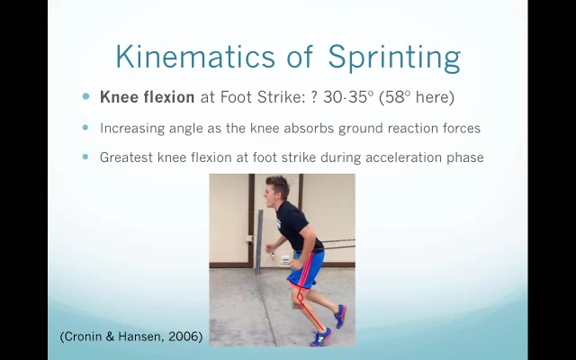 Kinematics of Sprinting
Knee flexion at Foot Strike: ? 30-35° (58° here)
Increasing angle as the knee absorbs ground reaction forces
Greatest knee flexion at foot strike during acceleration phase
(Cronin & Hansen, 2006)